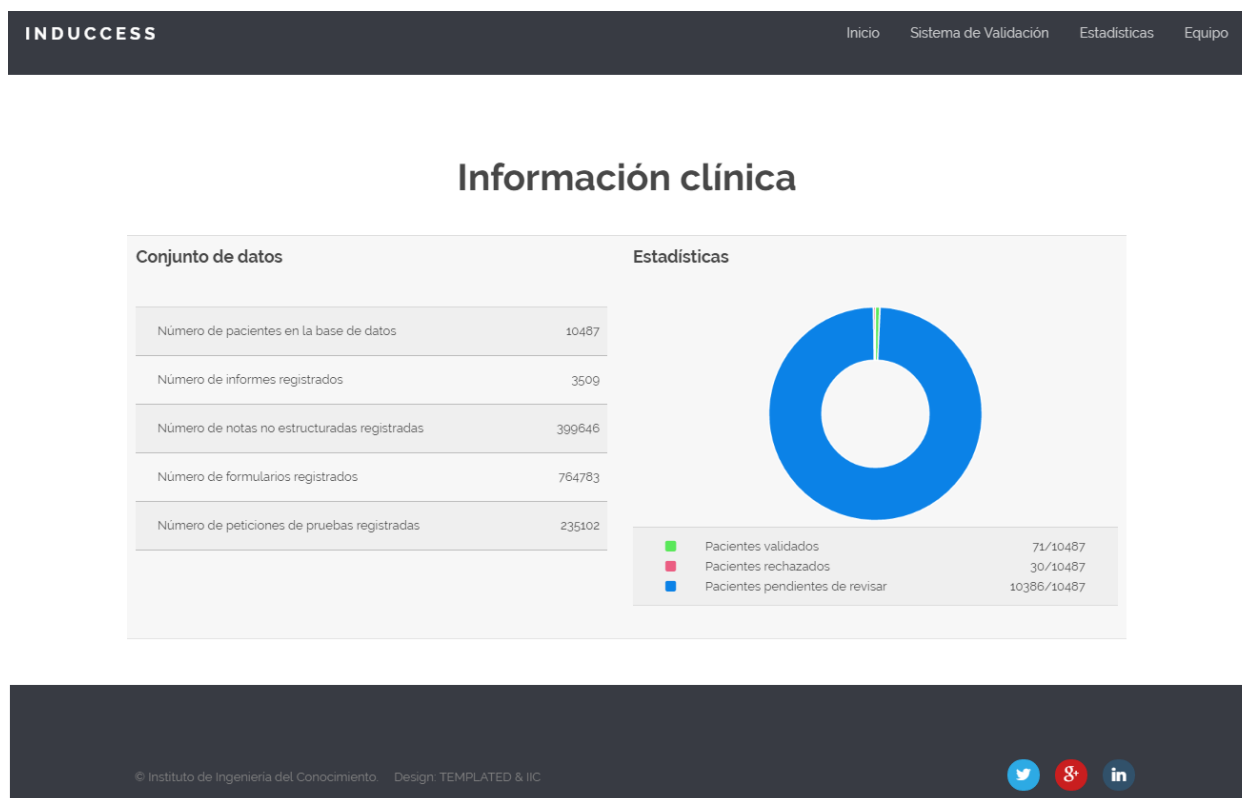 INDUCCESS
Inicio Sistema de Validación Estadísticas Equipo
Información clínica
Conjunto de datos
Número de pacientes en la base de datos 10487
Número de informes registrados 3509
Número de notas no estructuradas registradas 399646
Número de formularios registrados 764783
Número de peticiones de pruebas registradas 235102
Estadísticas
Pacientes validados 71/10487
Pacientes rechazados 30/10487
Pacientes pendientes de revisar 10386/10487
© Instituto de Ingeniería del Conocimiento. Design: TEMPLATED & IIC
8+ in